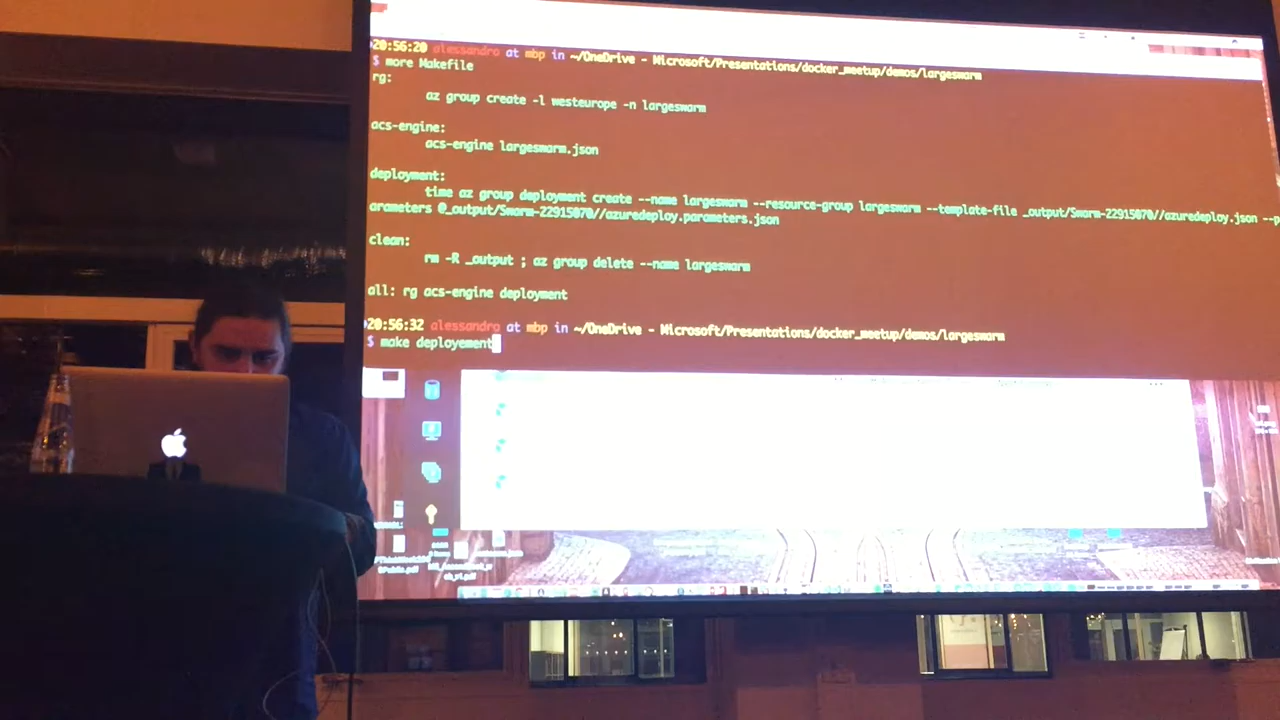 20:56:20 alessandro at mbp in ~/OneDrive - Microsoft/Presentations/docker_meetup/demos/largeswarm
$ more Makefile
rg:
az group create -l westeurope -n largeswarm
acs-engine:
acs-engine largeswarm.json
deployment:
time az group deployment create --name largeswarm --resource-group largeswarm --template-file _output/Swarm-22915070//azuredeploy.json --p
arameters @_output/Swarm-22915070//azuredeploy.parameters.json
clean:
rm -R _output ; az group delete --name largeswarm
all: rg acs-engine deployment
20:56:32 alessandro at mbp in ~/OneDrive - Microsoft/Presentations/docker_meetup/demos/largeswarm
$ make deployement